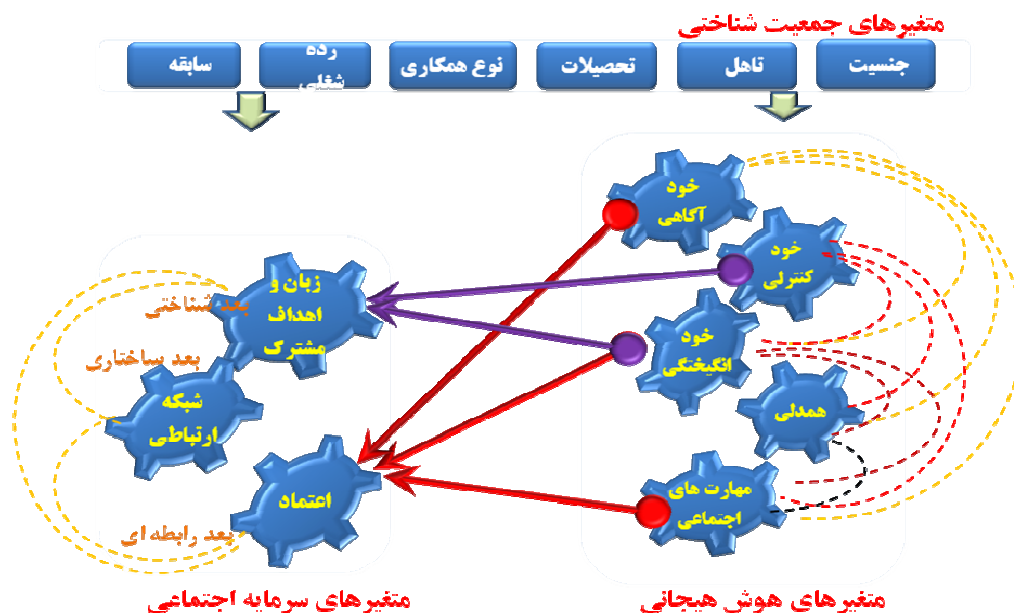 متغیرهای جمعیت شناختی
جنسیت
تاهل
تحصیلات
نوع همکاری
رده
شغلی
سابقه
خود
آگاهی
خود
کنترلی
خود
انگیختگی
همدلی
مهارت های
اجتماعی
زبان و
اهداف
مشترک
بعد شناختی
بعد ساختاری
شبکه
ارتباطی
اعتماد
بعد رابطه ای
متغیرهای هوش هیجانی
متغیرهای سرمایه اجتماعی